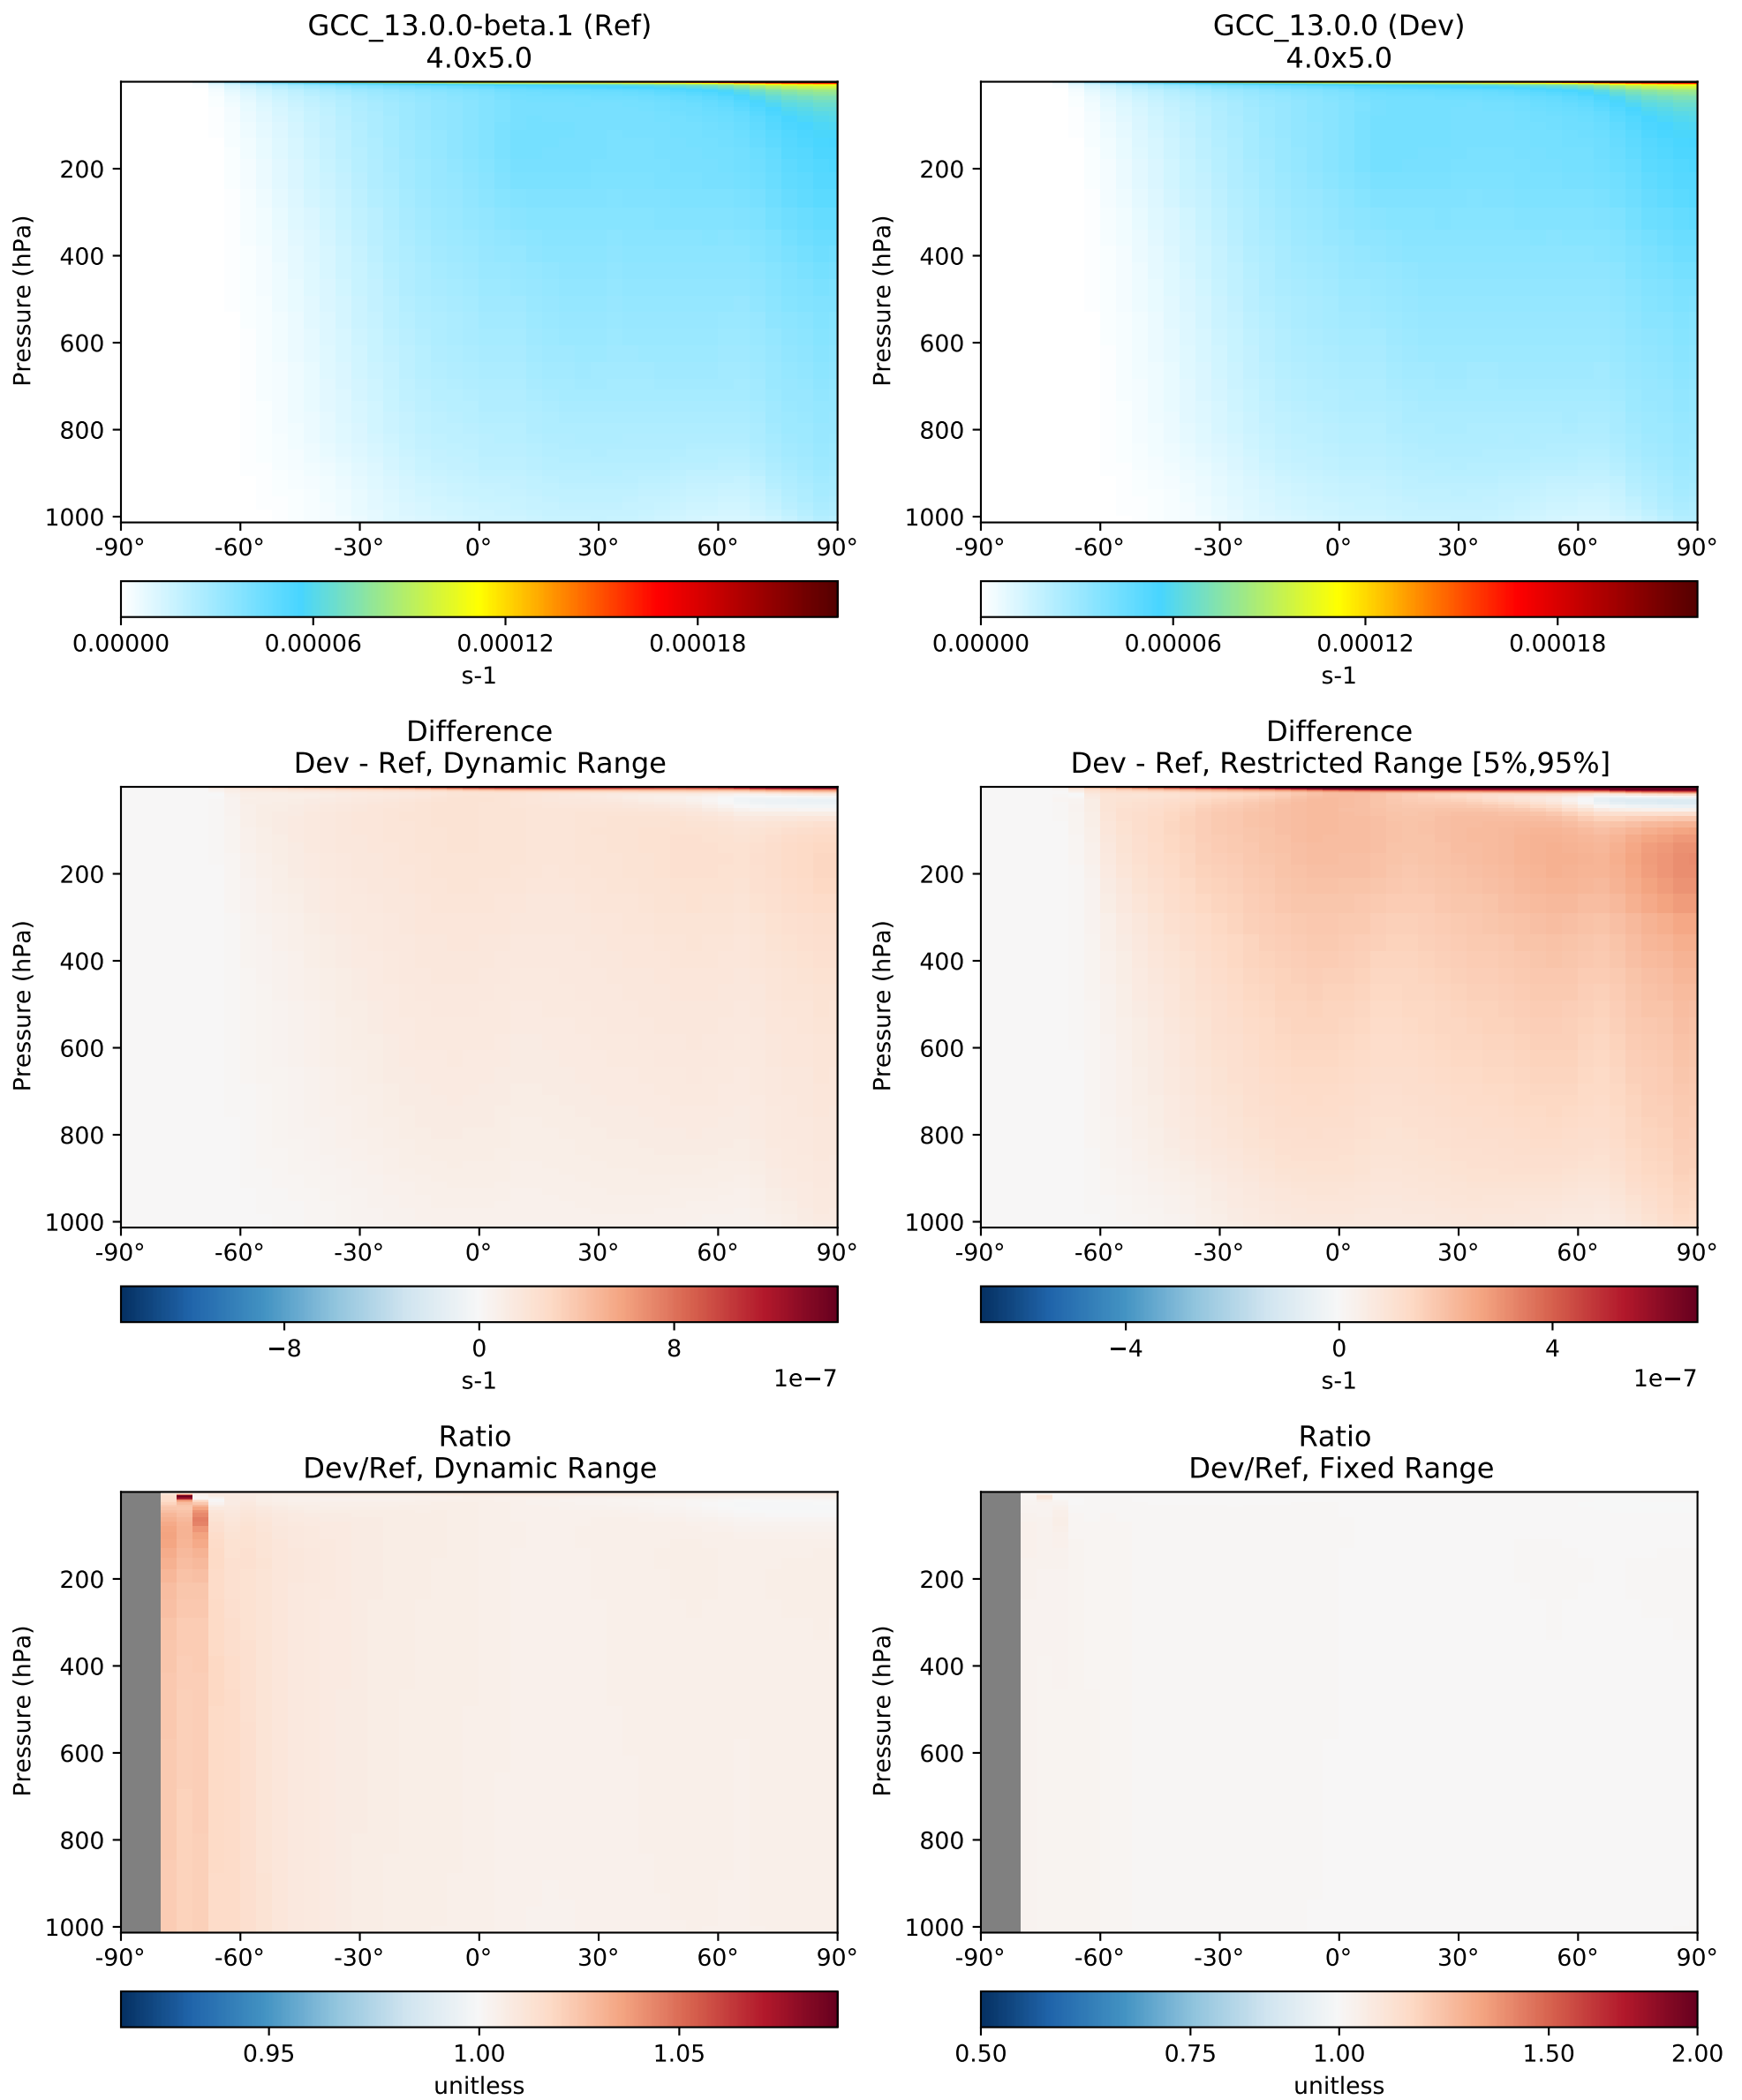 GCC_13.0.0-beta.1 (Ref)
4.0x5.0
Pressure (hPa)
200
400
600
800
1000
-90° -60° -30° 0° 30° 60° 90°
0.00000 0.00006 0.00012 0.00018
s-1
GCC_13.0.0 (Dev)
4.0x5.0
Pressure (hPa)
200
400
600
800
1000
-90° -60° -30° 0° 30° 60° 90°
0.00000 0.00006 0.00012 0.00018
s-1
Difference
Dev - Ref, Dynamic Range
Pressure (hPa)
200
400
600
800
1000
-90° -60° -30° 0° 30° 60° 90°
−8 0 8
s-1 1e−7
Difference
Dev - Ref, Restricted Range [5%,95%]
Pressure (hPa)
200
400
600
800
1000
-90° -60° -30° 0° 30° 60° 90°
−4 0 4
s-1 1e−7
Ratio
Dev/Ref, Dynamic Range
Pressure (hPa)
200
400
600
800
1000
-90° -60° -30° 0° 30° 60° 90°
0.95 1.00 1.05
unitless
Ratio
Dev/Ref, Fixed Range
Pressure (hPa)
200
400
600
800
1000
-90° -60° -30° 0° 30° 60° 90°
0.50 0.75 1.00 1.50 2.00
unitless